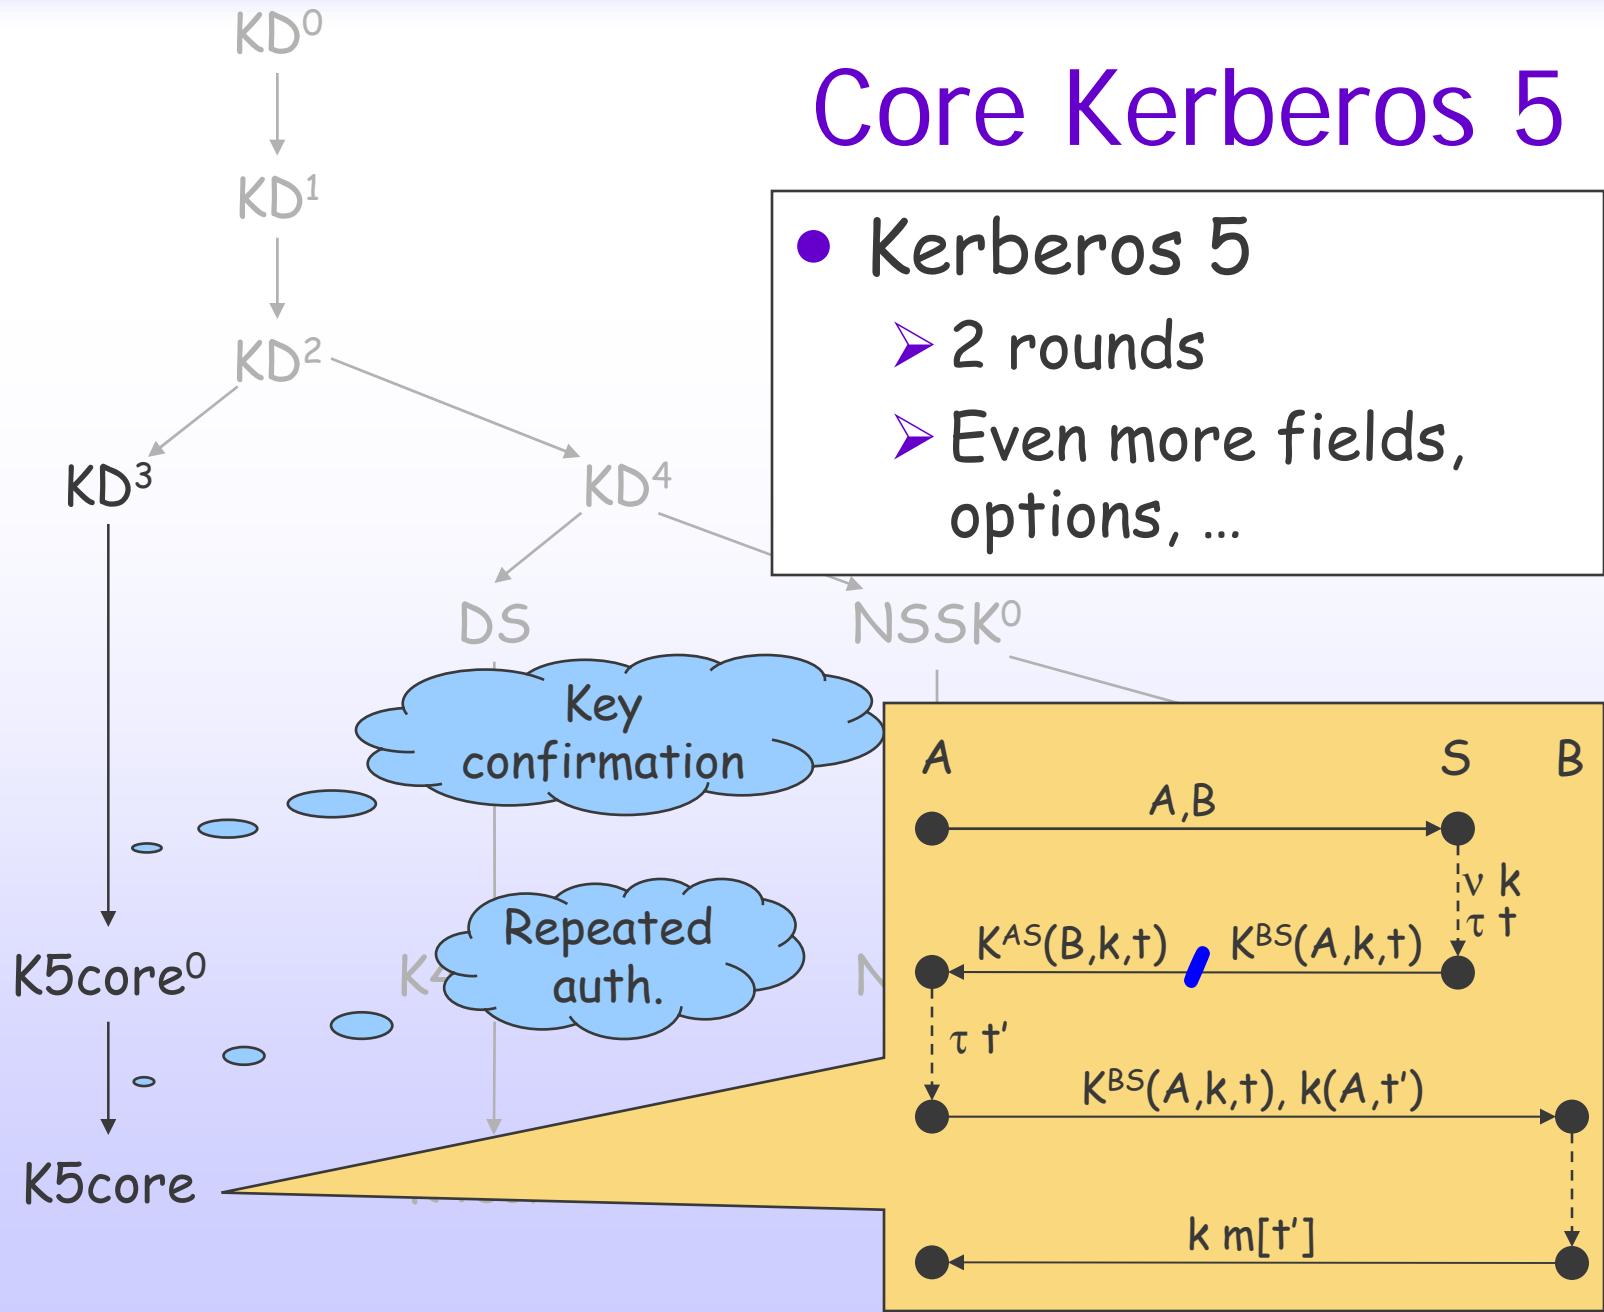 KD⁰
Core Kerberos 5
KD¹
• Kerberos 5
➢ 2 rounds
KD²
➢ Even more fields,
options, ...
KD³
KD⁴
DS
NSSK⁰
Key
confirmation
A S B
A,B
ν k
τ t
Repeated
auth.
K^AS(B,k,t) K^BS(A,k,t)
K5core⁰
τ t'
K^BS(A,k,t), k(A,t')
K5core
k m[t']